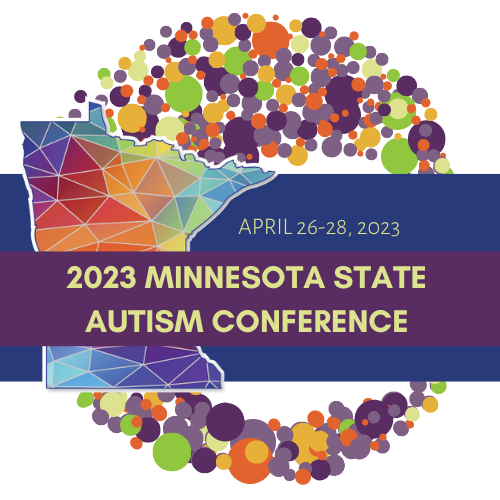 APRIL 26-28, 2023
2023 MINNESOTA STATE
AUTISM CONFERENCE